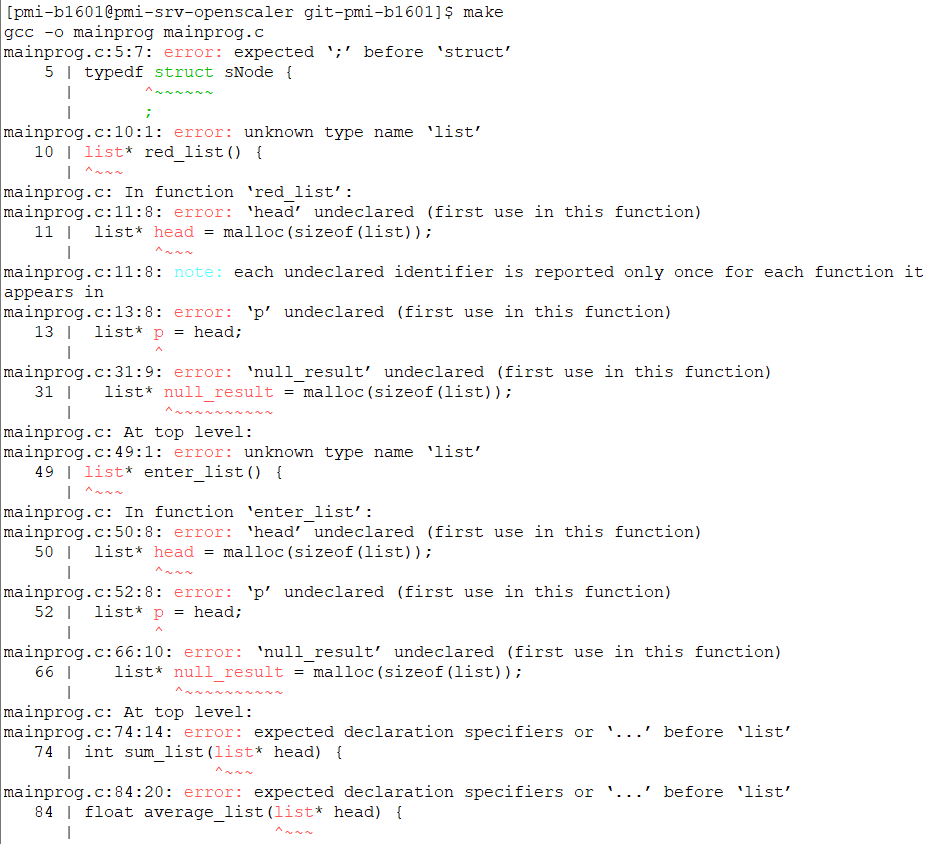 [pmi-b1601@pmi-srv-openscaler git-pmi-b1601]$ make
gcc -o mainprog mainprog.c
mainprog.c:5:7: error: expected ‘;’ before ‘struct’
    5 | typedf struct sNode {
      |       ^~~~~~~
      |       ;
mainprog.c:10:1: error: unknown type name ‘list’
   10 | list* red_list() {
      | ^~~~
mainprog.c: In function ‘red_list’:
mainprog.c:11:8: error: ‘head’ undeclared (first use in this function)
   11 |  list* head = malloc(sizeof(list));
      |        ^~~~
mainprog.c:11:8: note: each undeclared identifier is reported only once for each function it
appears in
mainprog.c:13:8: error: ‘p’ undeclared (first use in this function)
   13 |  list* p = head;
      |        ^
mainprog.c:31:9: error: ‘null_result’ undeclared (first use in this function)
   31 |   list* null_result = malloc(sizeof(list));
      |         ^~~~~~~~~~~
mainprog.c: At top level:
mainprog.c:49:1: error: unknown type name ‘list’
   49 | list* enter_list() {
      | ^~~~
mainprog.c: In function ‘enter_list’:
mainprog.c:50:8: error: ‘head’ undeclared (first use in this function)
   50 |  list* head = malloc(sizeof(list));
      |        ^~~~
mainprog.c:52:8: error: ‘p’ undeclared (first use in this function)
   52 |  list* p = head;
      |        ^
mainprog.c:66:10: error: ‘null_result’ undeclared (first use in this function)
   66 |    list* null_result = malloc(sizeof(list));
      |          ^~~~~~~~~~~
mainprog.c: At top level:
mainprog.c:74:14: error: expected declaration specifiers or ‘...’ before ‘list’
   74 | int sum_list(list* head) {
      |              ^~~~
mainprog.c:84:20: error: expected declaration specifiers or ‘...’ before ‘list’
   84 | float average_list(list* head) {
      |                    ^~~~